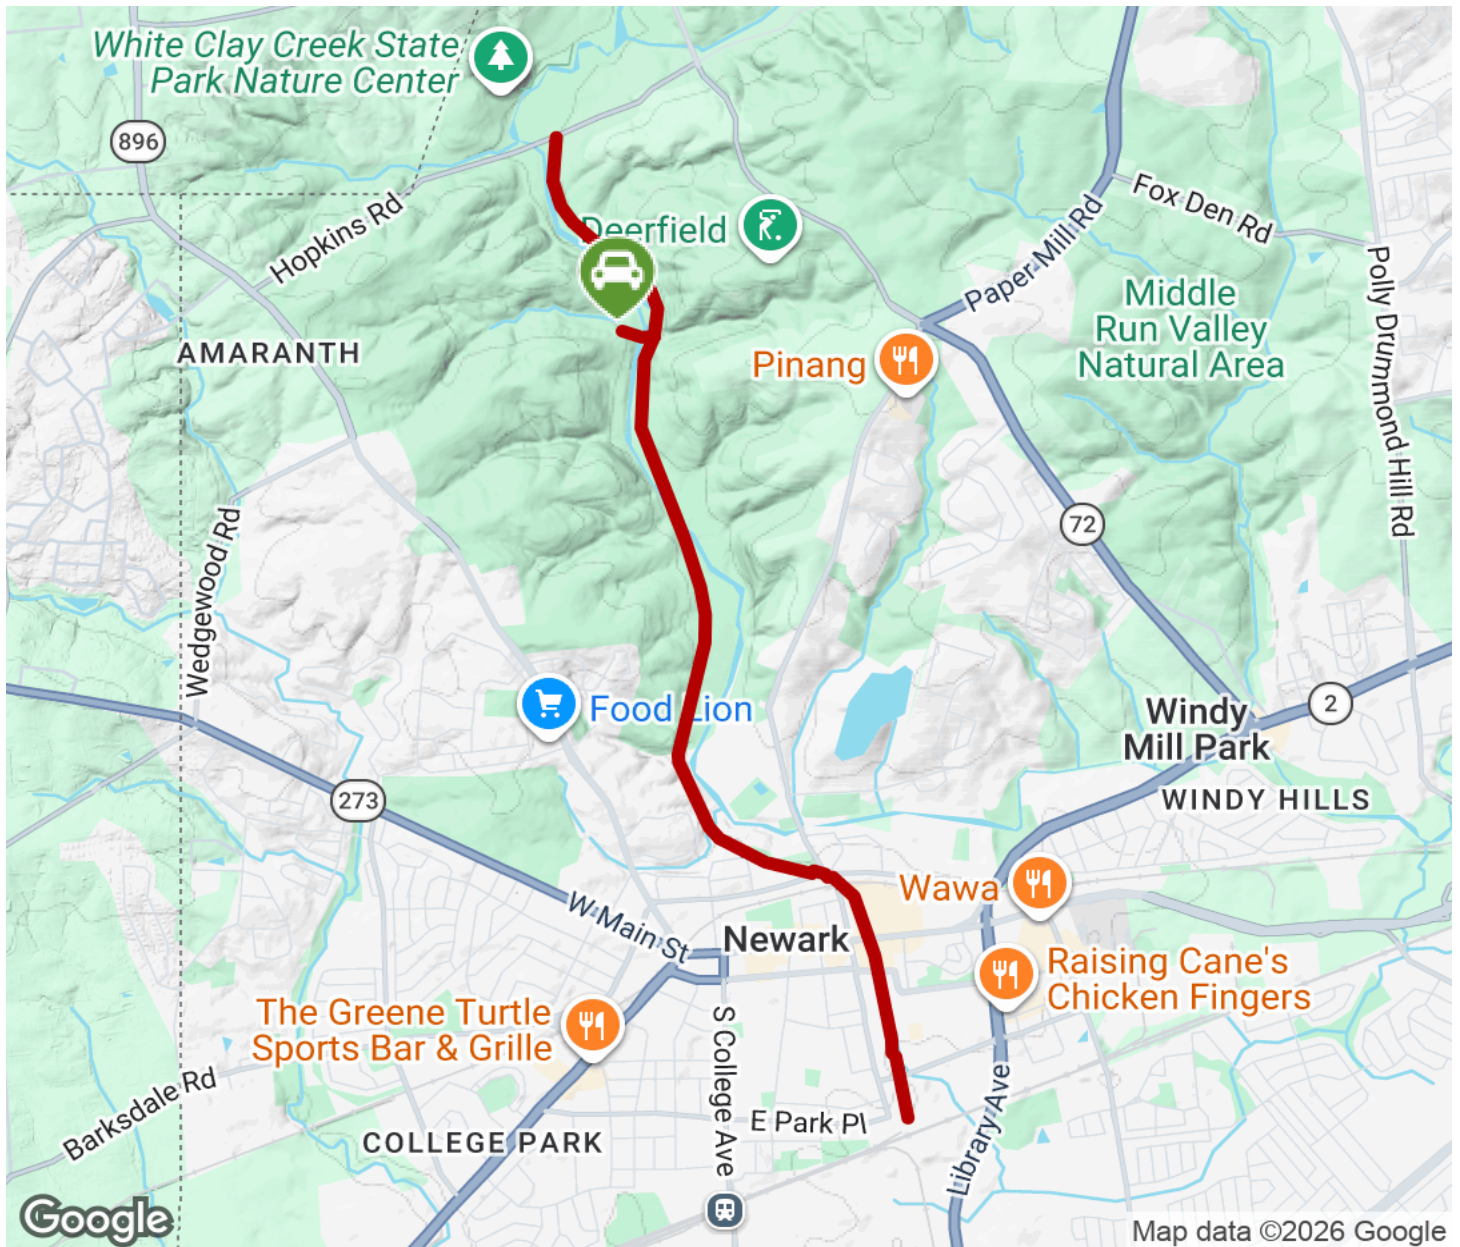 White Clay Creek State
Park Nature Center
896
Hopkins Rd
Deerfield
Fox Den Rd
Paper Mill Rd
Polly Drummond Hill Rd
Middle
Run Valley
Natural Area
AMARANTH
Pinang
72
Wedgewood Rd
Food Lion
Windy
Mill Park
2
WINDY HILLS
273
W Main St
Newark
Wawa
Raising Cane's
Chicken Fingers
The Greene Turtle
Sports Bar & Grille
S College Ave
Library Ave
Barksdale Rd
E Park Pl
COLLEGE PARK
Google
Map data ©2026 Google